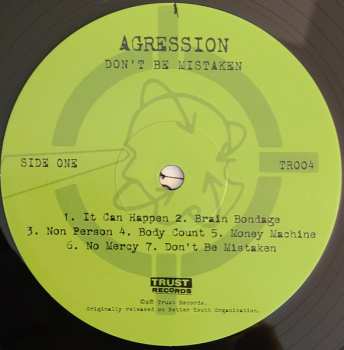 AGRESSION
DON'T BE MISTAKEN
SIDE ONE
TR004
1. It Can Happen 2. Brain Bondage
3. Non Person 4. Body Count 5. Money Machine
6. No Mercy 7. Don't Be Mistaken
TRUST
RECORDS
Trust Records.
Originally released on Better Youth Organization.